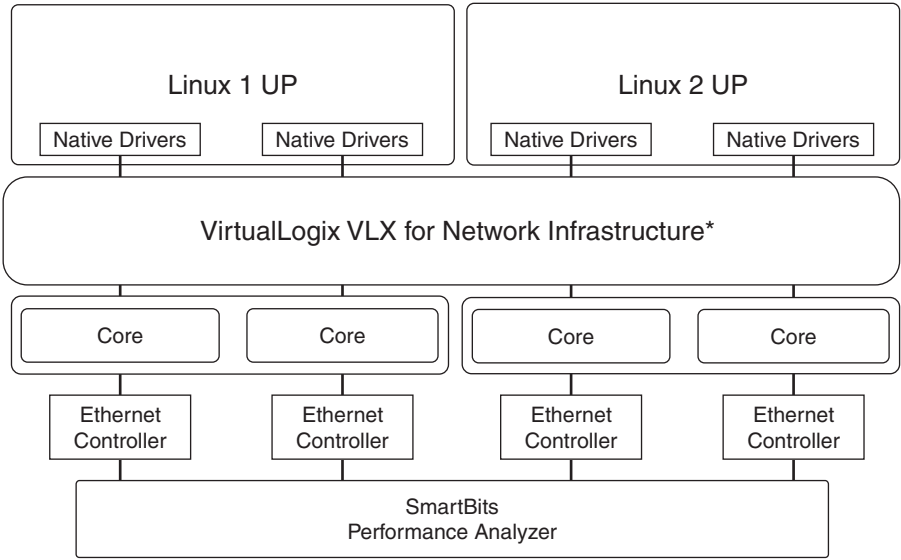 Linux 1 UP
Linux 2 UP
Native Drivers
Native Drivers
Native Drivers
Native Drivers
VirtualLogix VLX for Network Infrastructure*
Core
Core
Core
Core
Ethernet
Controller
Ethernet
Controller
Ethernet
Controller
Ethernet
Controller
SmartBits
Performance Analyzer